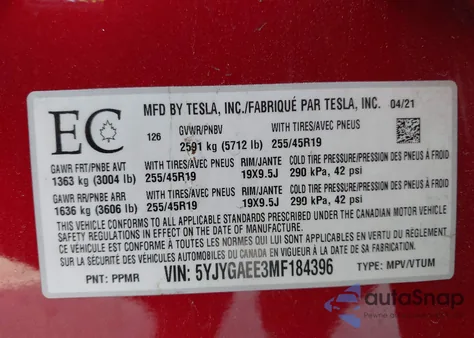 MFD BY TESLA, INC./FABRIQUÉ PAR TESLA, INC. 04/21
EC 126 GVWR/PNBV WITH TIRES/AVEC PNEUS
2591 kg (5712 lb) 255/45R19
GAWR FRT/PNBE AVT WITH TIRES/AVEC PNEUS RIM/JANTE COLD TIRE PRESSURE/PRESSION DES PNEUS À FROID
1363 kg (3004 lb) 255/45R19 19X9.5J 290 kPa, 42 psi
GAWR RR/PNBE ARR WITH TIRES/AVEC PNEUS RIM/JANTE COLD TIRE PRESSURE/PRESSION DES PNEUS À FROID
1636 kg (3606 lb) 255/45R19 19X9.5J 290 kPa, 42 psi
THIS VEHICLE CONFORMS TO ALL APPLICABLE STANDARDS PRESCRIBED UNDER THE CANADIAN MOTOR VEHICLE
SAFETY REGULATIONS IN EFFECT ON THE DATE OF MANUFACTURE.
CE VÉHICULE EST CONFORME À TOUTES LES NORMES QUI LUI SONT APPLICABLES EN VERTU DU RÈGLEMENT
SUR LA SÉCURITÉ DES VÉHICULES AUTOMOBILES DU CANADA EN VIGUEUR À LA DATE DE SA FABRICATION.
PNT: PPMR VIN: 5YJYGAEE3MF184396 TYPE: MPV/VTUM
autoSnap